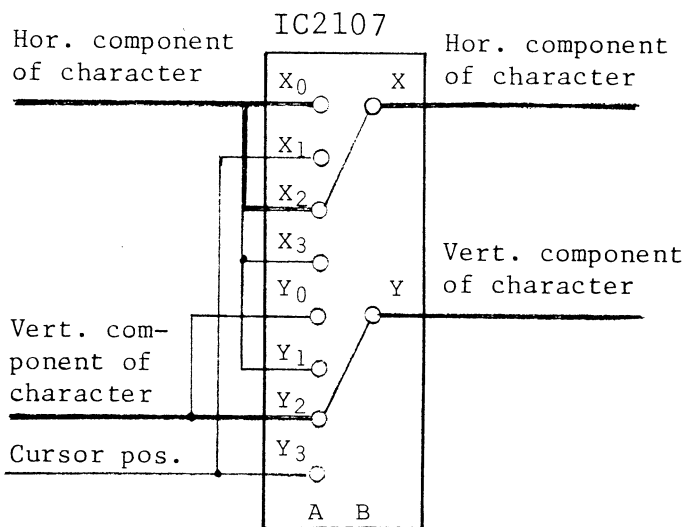 IC2107
Hor. component
of character
Hor. component
of character
X0
X
X1
X2
X3
Y0
Y
Vert. component
of character
Vert. com-
ponent of
character
Y1
Y2
Cursor pos.
Y3
A B